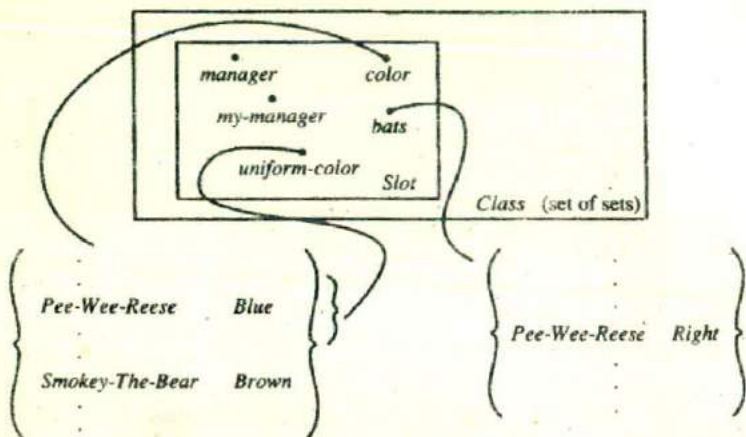 manager color
my-manager bats
uniform-color
Slot
Class (set of sets)
Pee-Wee-Reese Blue
Smokey-The-Bear Brown
Pee-Wee-Reese Right